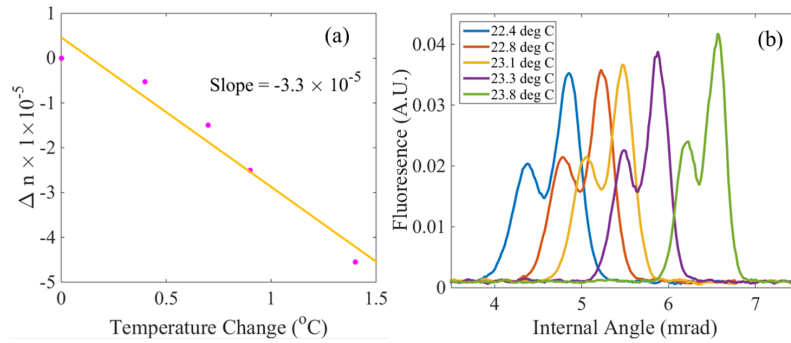 (a)
Slope = -3.3 × 10-5
Δ n × 1×10-5
1
0
-1
-2
-3
-4
-5
0
0.5
1
1.5
Temperature Change (oC)
(b)
22.4 deg C
22.8 deg C
23.1 deg C
23.3 deg C
23.8 deg C
Fluoresence (A.U.)
0.04
0.03
0.02
0.01
0
4
5
6
7
Internal Angle (mrad)